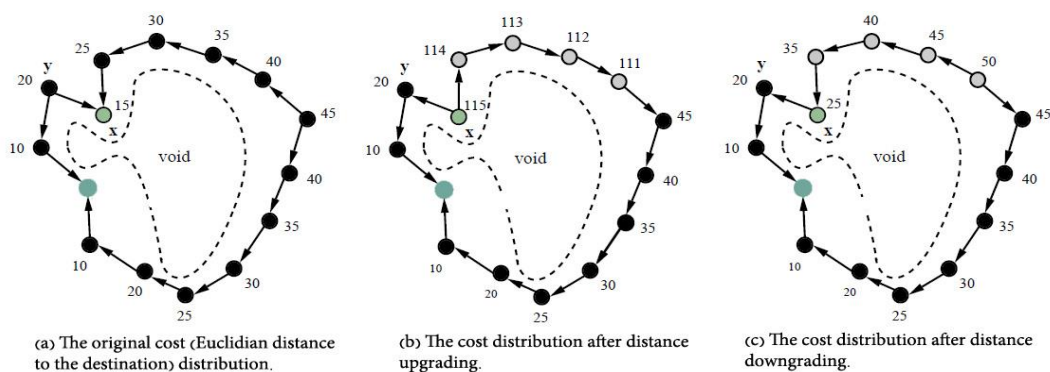 30
25
35
y
20
40
15
x
45
10
void
40
35
10
20
30
25
(a) The original cost (Euclidian distance
to the destination) distribution.
113
114
112
111
y
20
115
x
45
10
void
40
35
10
20
30
25
(b) The cost distribution after distance
upgrading.
40
35
45
50
y
20
25
x
45
10
void
40
35
10
20
30
25
(c) The cost distribution after distance
downgrading.